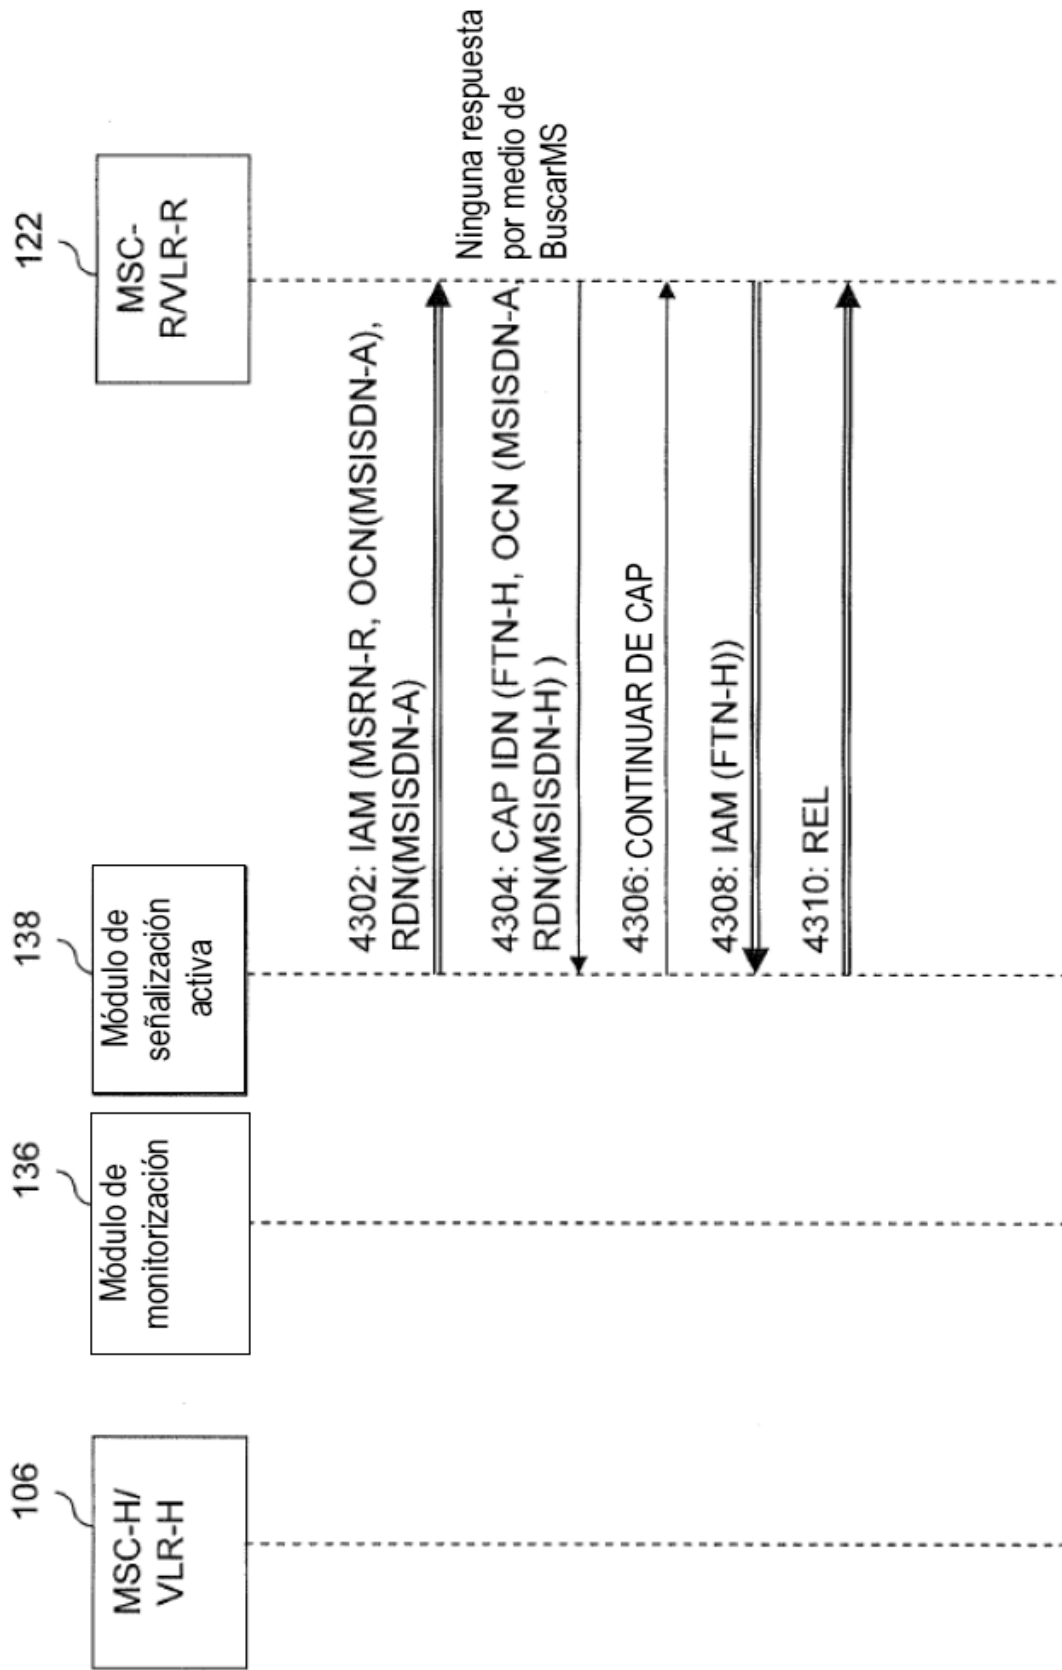 106
MSC-H/
VLR-H
136
Módulo de
monitorización
138
Módulo de
señalización
activa
122
MSC-
R/VLR-R
4302: IAM (MSRN-R, OCN(MSISDN-A),
RDN(MSISDN-A)
Ninguna respuesta
por medio de
BuscarMS
4304: CAP IDN (FTN-H, OCN (MSISDN-A,
RDN(MSISDN-H) )
4306: CONTINUAR DE CAP
4308: IAM (FTN-H))
4310: REL